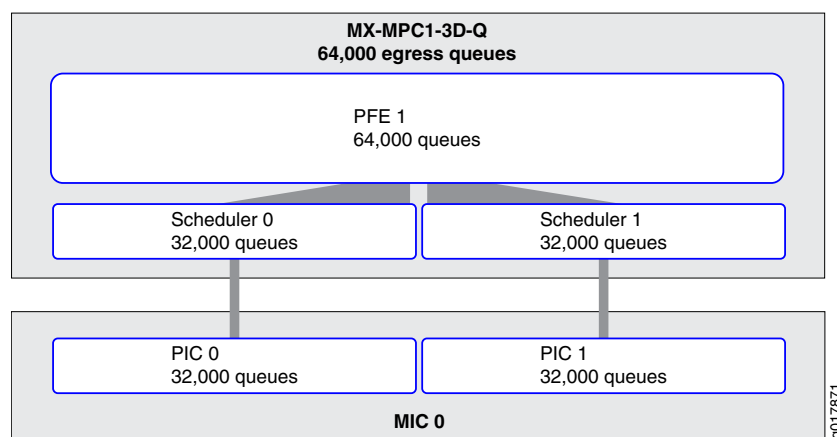 MX-MPC1-3D-Q
64,000 egress queues
PFE 1
64,000 queues
Scheduler 0
32,000 queues
Scheduler 1
32,000 queues
PIC 0
32,000 queues
PIC 1
32,000 queues
MIC 0
g017871